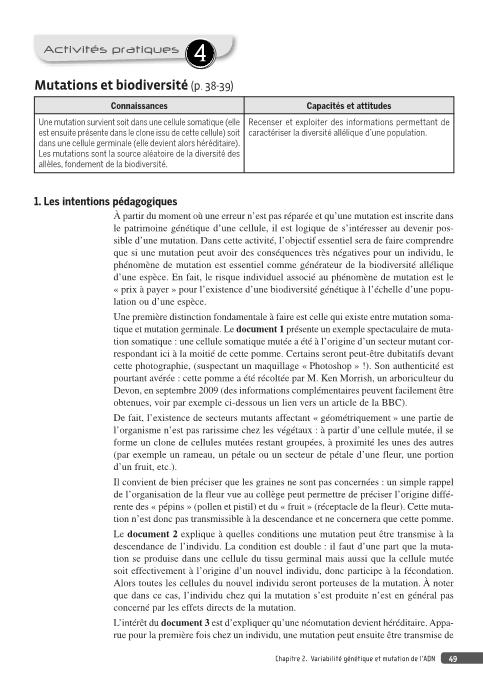 Activités pratiques 4
Mutations et biodiversité (p. 38-39)
Connaissances
Capacités et attitudes
Une mutation survient soit dans une cellule somatique (elle
est ensuite présente dans le clone issu de cette cellule) soit
dans une cellule germinale (elle devient alors héréditaire).
Les mutations sont la source aléatoire de la diversité des
allèles, fondement de la biodiversité.
Recenser et exploiter des informations permettant de
caractériser la diversité allélique d'une population.
1. Les intentions pédagogiques
À partir du moment où une erreur n'est pas réparée et qu'une mutation est inscrite dans
le patrimoine génétique d'une cellule, il est logique de s'intéresser au devenir pos-
sible d'une mutation. Dans cette activité, l'objectif essentiel sera de faire comprendre
que si une mutation peut avoir des conséquences très négatives pour un individu, le
phénomène de mutation est essentiel comme générateur de la biodiversité allélique
d'une espèce. En fait, le risque individuel associé au phénomène de mutation est le
« prix à payer » pour l'existence d'une biodiversité génétique à l'échelle d'une popu-
lation ou d'une espèce.
Une première distinction fondamentale à faire est celle qui existe entre mutation soma-
tique et mutation germinale. Le document 1 présente un exemple spectaculaire de muta-
tion somatique : une cellule somatique mutée a été à l'origine d'un secteur mutant cor-
respondant ici à la moitié de cette pomme. Certains seront peut-être dubitatifs devant
cette photographie, (suspectant un maquillage « Photoshop » !). Son authenticité est
pourtant avérée : cette pomme a été récoltée par M. Ken Morrish, un arboriculteur du
Devon, en septembre 2009 (des informations complémentaires peuvent facilement être
obtenues, voir par exemple ci-dessous un lien vers un article de la BBC).
De fait, l'existence de secteurs mutants affectant « géométriquement » une partie de
l'organisme n'est pas rarissime chez les végétaux : à partir d'une cellule mutée, il se
forme un clone de cellules mutées restant groupées, à proximité les unes des autres
(par exemple un rameau, un pétale ou un secteur de pétale d'une fleur, une portion
d'un fruit, etc.).
Il convient de bien préciser que les graines ne sont pas concernées : un simple rappel
de l'organisation de la fleur vue au collège peut permettre de préciser l'origine diffé-
rente des « pépins » (pollen et pistil) et du « fruit » (réceptacle de la fleur). Cette muta-
tion n'est donc pas transmissible à la descendance et ne concernera que cette pomme.
Le document 2 explique à quelles conditions une mutation peut être transmise à la
descendance de l'individu. La condition est double : il faut d'une part que la muta-
tion se produise dans une cellule du tissu germinal mais aussi que la cellule mutée
soit effectivement à l'origine d'un nouvel individu, donc participe à la fécondation.
Alors toutes les cellules du nouvel individu seront porteuses de la mutation. À noter
que dans ce cas, l'individu chez qui la mutation s'est produite n'en est en général pas
concerné par les effets directs de la mutation.
L'intérêt du document 3 est d'expliquer qu'une néomutation devient héréditaire. Appa-
rue pour la première fois chez un individu, une mutation peut ensuite être transmise de
Chapitre 2. Variabilité génétique et mutation de l'ADN 49